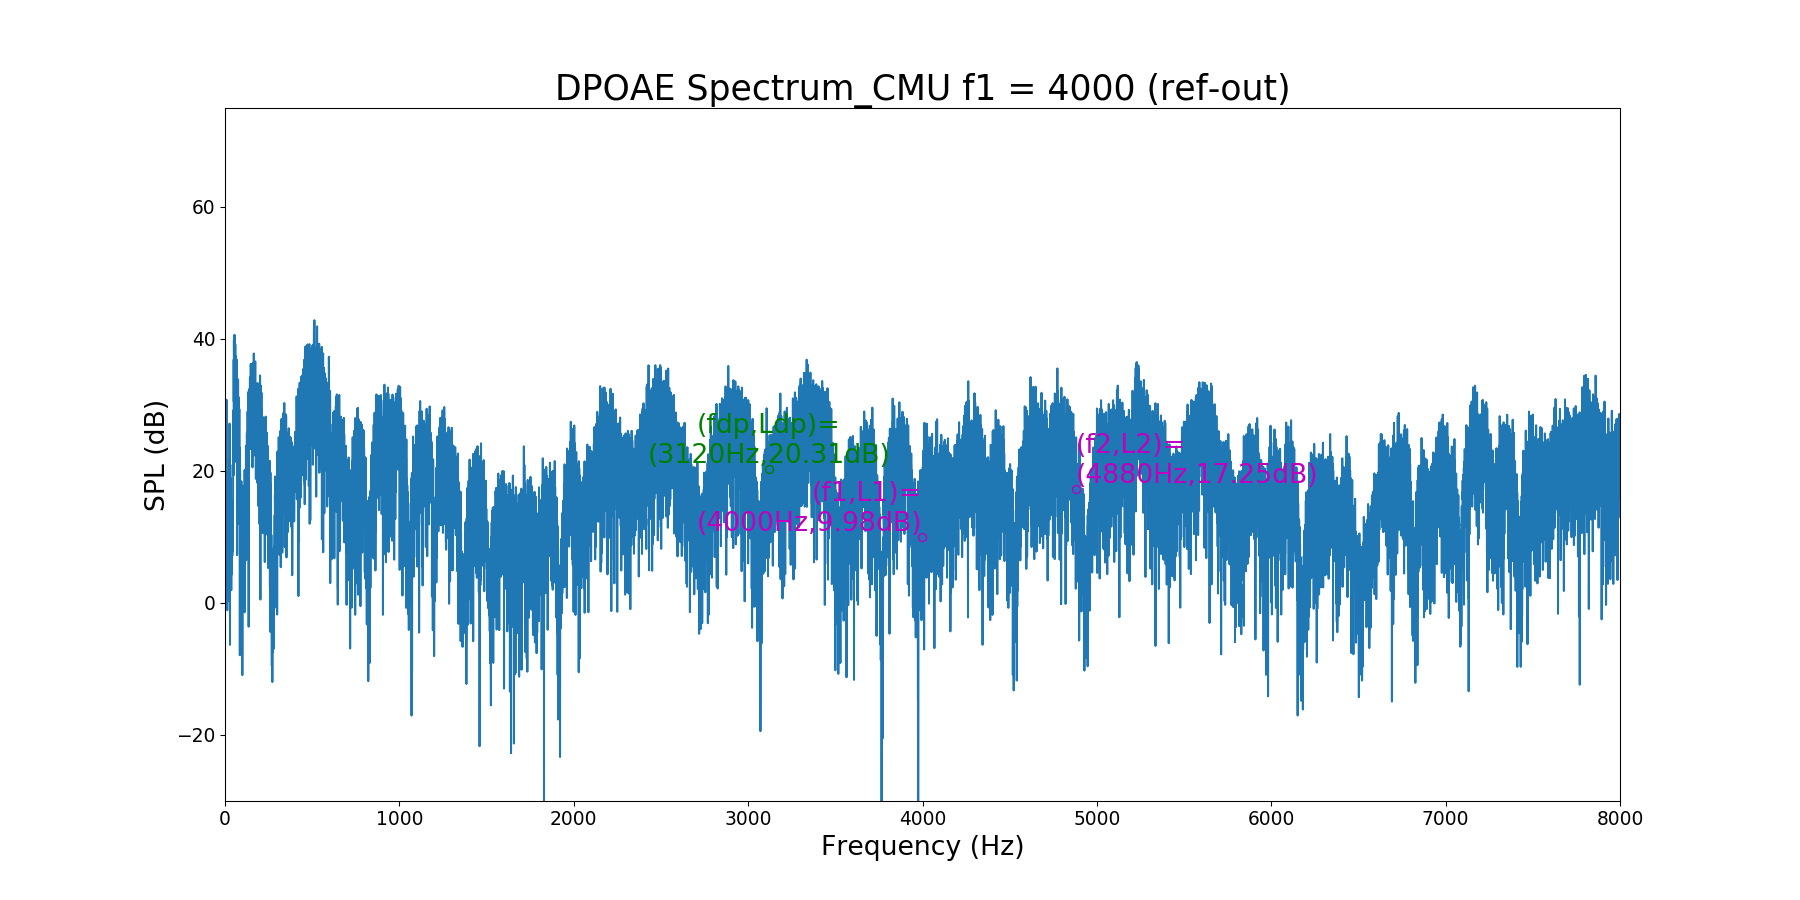 DPOAE Spectrum_CMU f1 = 4000 (ref-out)
SPL (dB)
60
40
20
0
−20
(fdp,Ldp)=
(3120Hz,20.31dB)
(f1,L1)=
(4000Hz,9.98dB)
(f2,L2)=
(4880Hz,17.25dB)
0 1000 2000 3000 4000 5000 6000 7000 8000
Frequency (Hz)